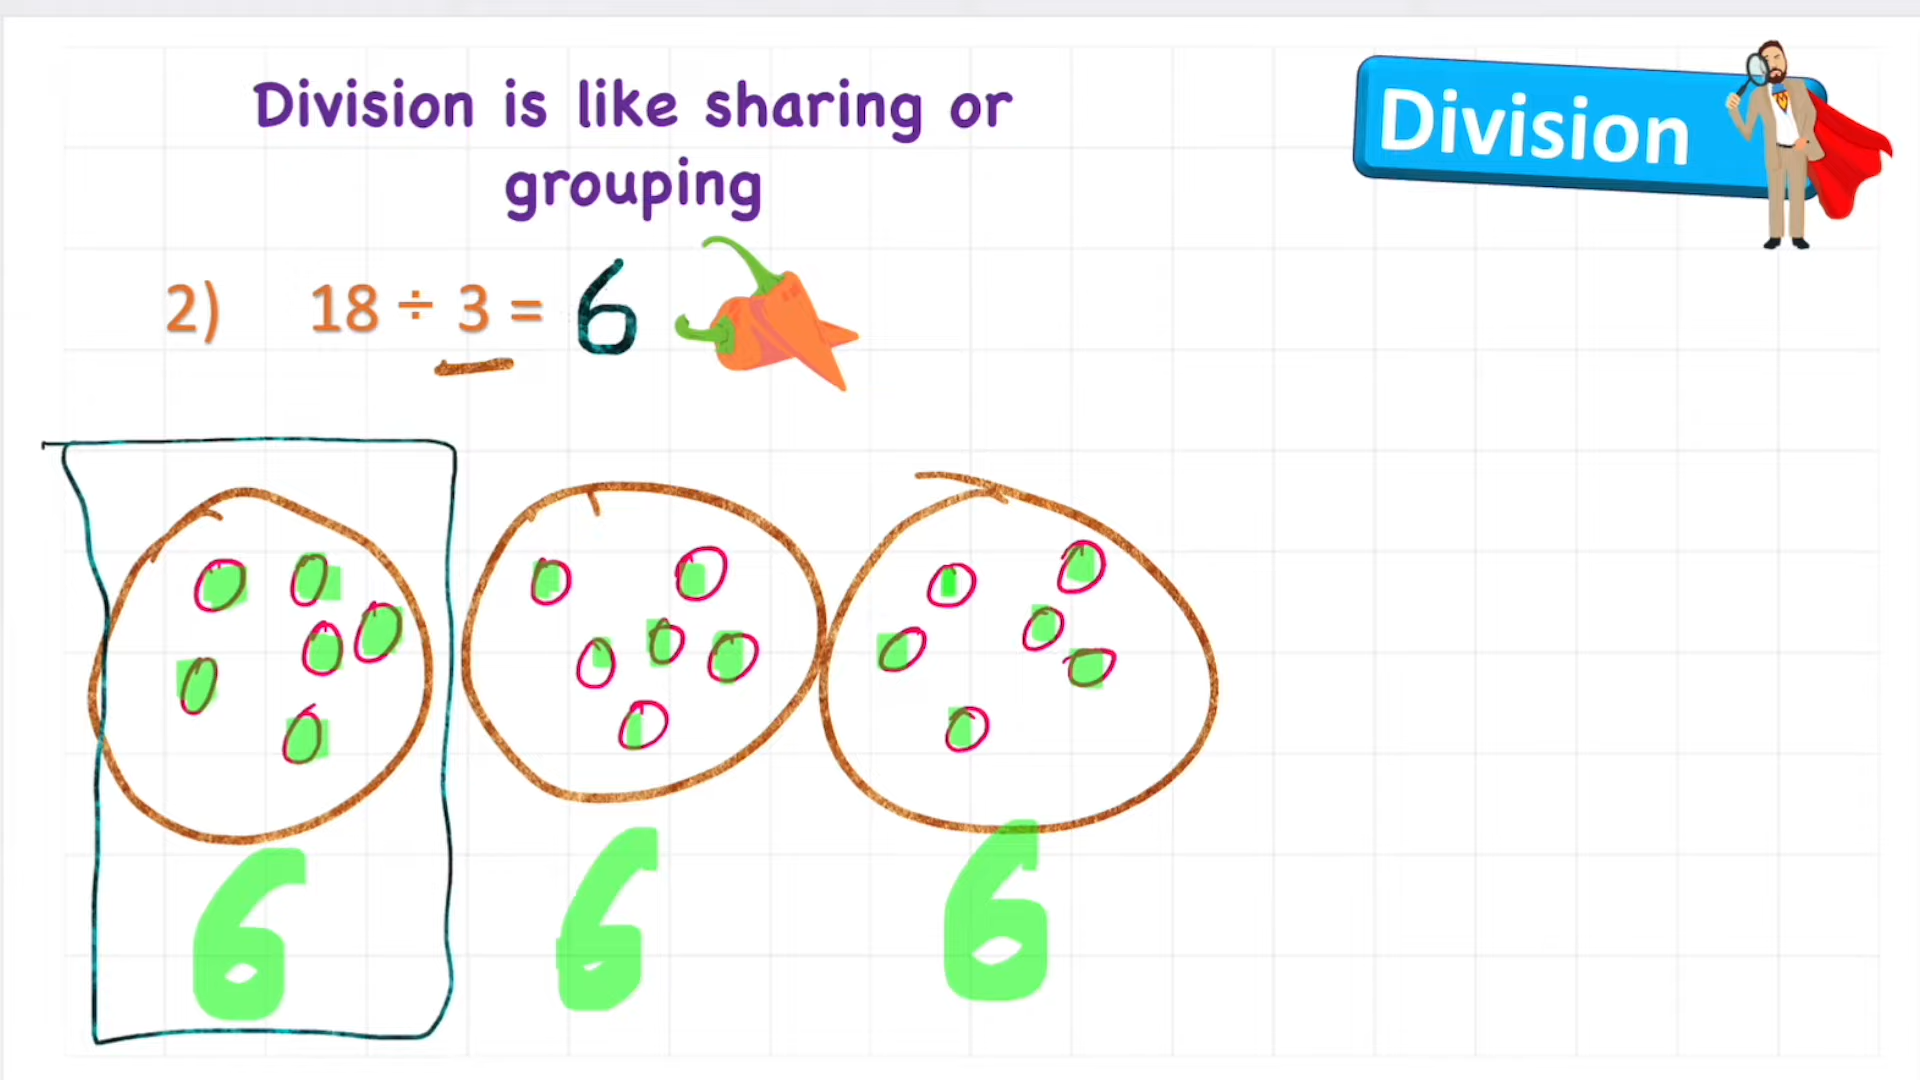 Division is like sharing or
grouping
Division
2) 18 ÷ 3 = 6
6 6 6